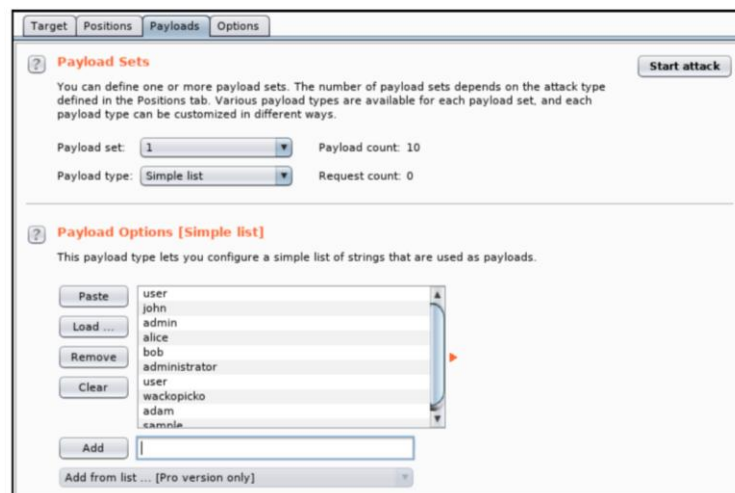 Target Positions Payloads Options
? Payload Sets
Start attack
You can define one or more payload sets. The number of payload sets depends on the attack type
defined in the Positions tab. Various payload types are available for each payload set, and each
payload type can be customized in different ways.
Payload set: 1 Payload count: 10
Payload type: Simple list Request count: 0
? Payload Options [Simple list]
This payload type lets you configure a simple list of strings that are used as payloads.
Paste
Load ...
Remove
Clear
user
john
admin
alice
bob
administrator
user
wackopicko
adam
sample
Add
Add from list ... [Pro version only]